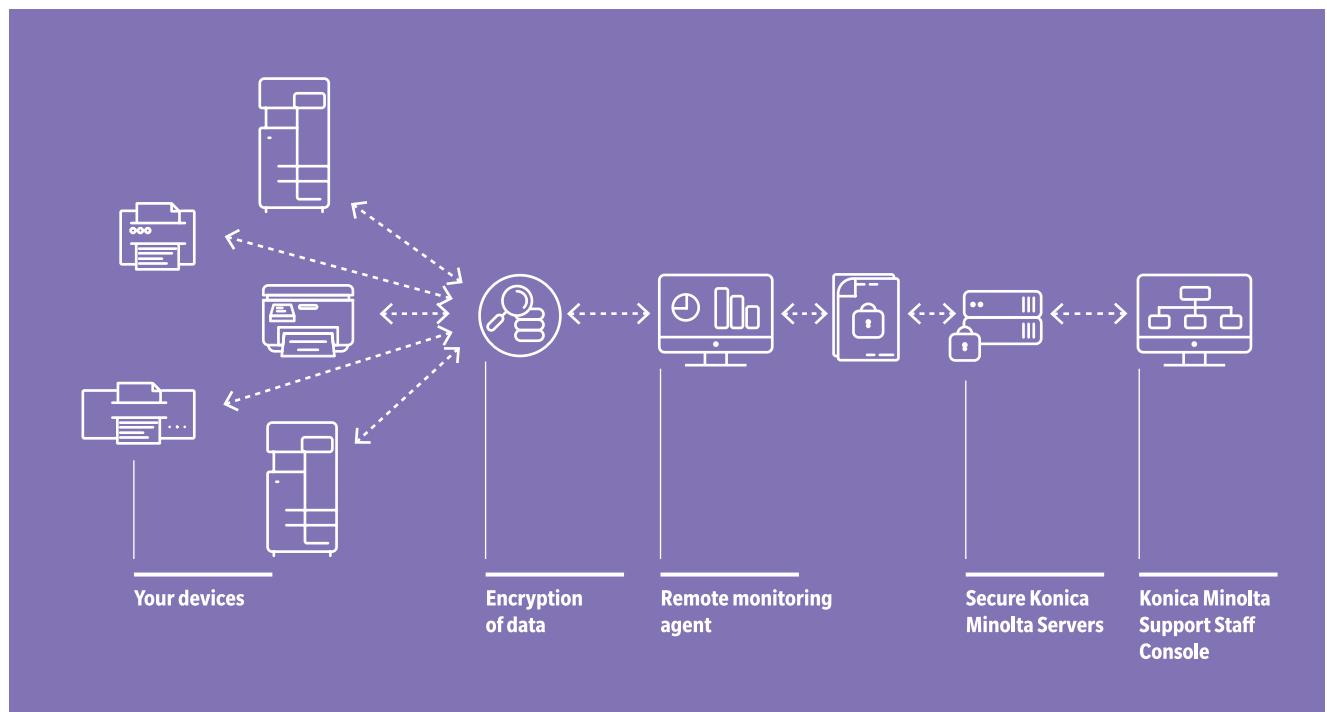 Your devices
Encryption
of data
Remote monitoring
agent
Secure Konica
Minolta Servers
Konica Minolta
Support Staff
Console